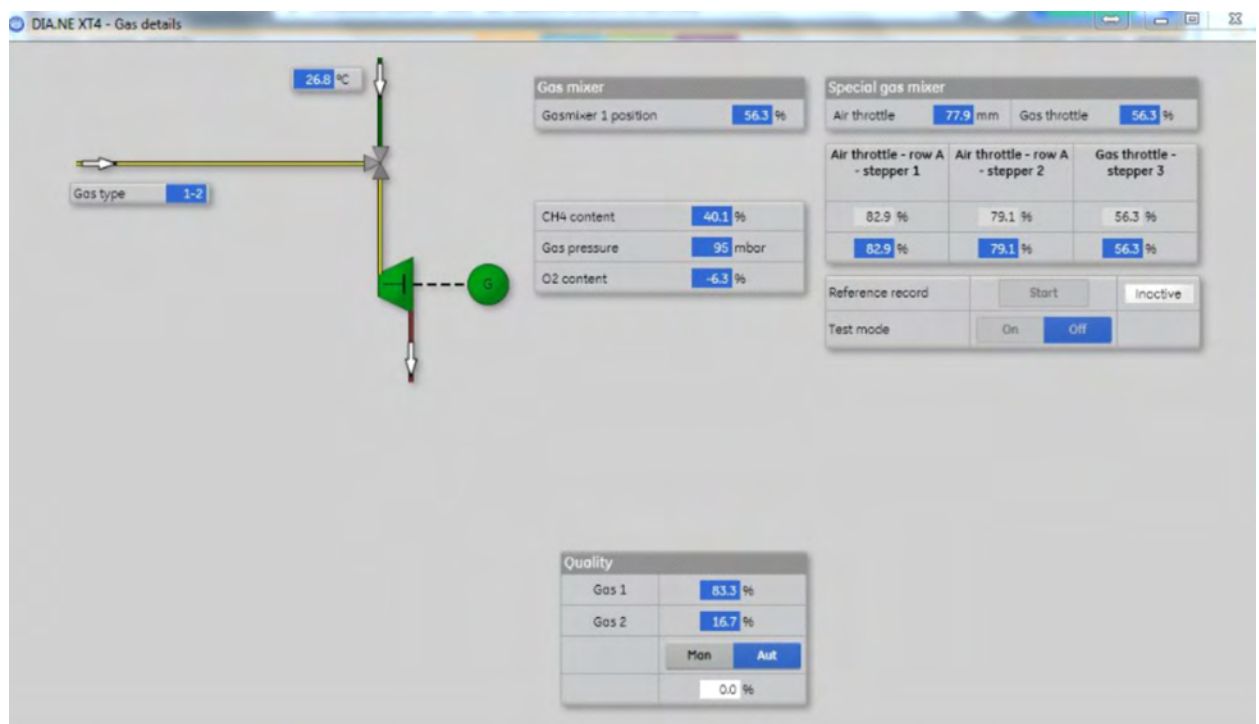 DIA.NE XT4 - Gas details
26.8 °C
Gas type 1-2
G
Gas mixer
Gasmixer 1 position 56.3 %
CH4 content 40.1 %
Gas pressure 95 mbar
O2 content -6.3 %
Special gas mixer
Air throttle 77.9 mm Gas throttle 56.3 %
Air throttle - row A Air throttle - row A Gas throttle -
- stepper 1 - stepper 2 stepper 3
82.9 % 79.1 % 56.3 %
82.9 % 79.1 % 56.3 %
Reference record Start Inactive
Test mode On Off
Quality
Gas 1 83.3 %
Gas 2 16.7 %
Man Aut
0.0 %